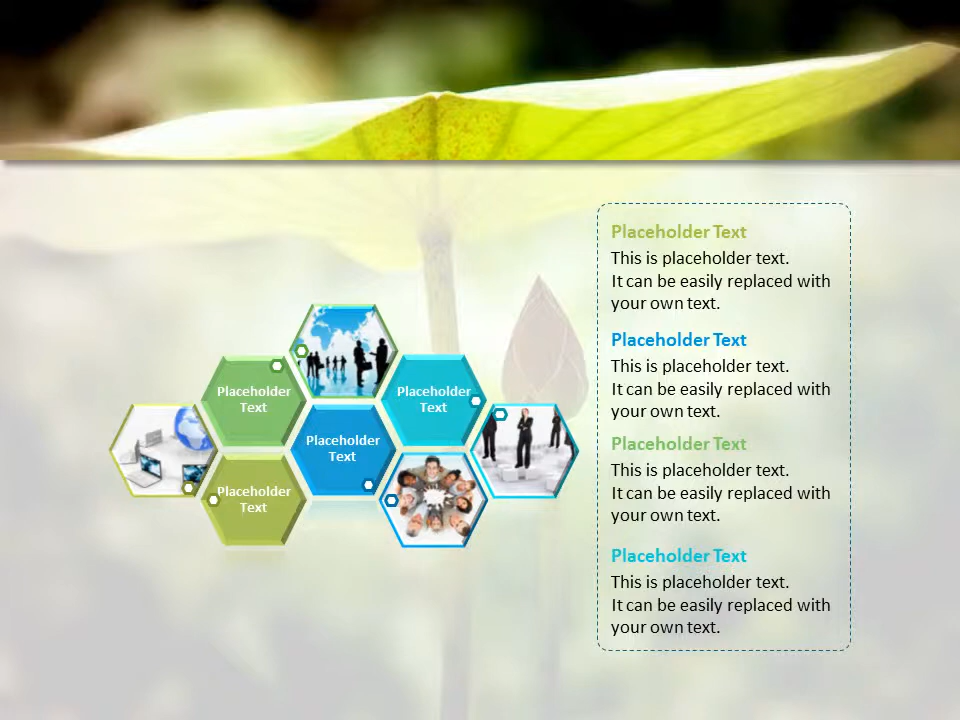 Placeholder
Text
Placeholder
Text
Placeholder
Text
Placeholder
Text
Placeholder Text
This is placeholder text.
It can be easily replaced with
your own text.
Placeholder Text
This is placeholder text.
It can be easily replaced with
your own text.
Placeholder Text
This is placeholder text.
It can be easily replaced with
your own text.
Placeholder Text
This is placeholder text.
It can be easily replaced with
your own text.